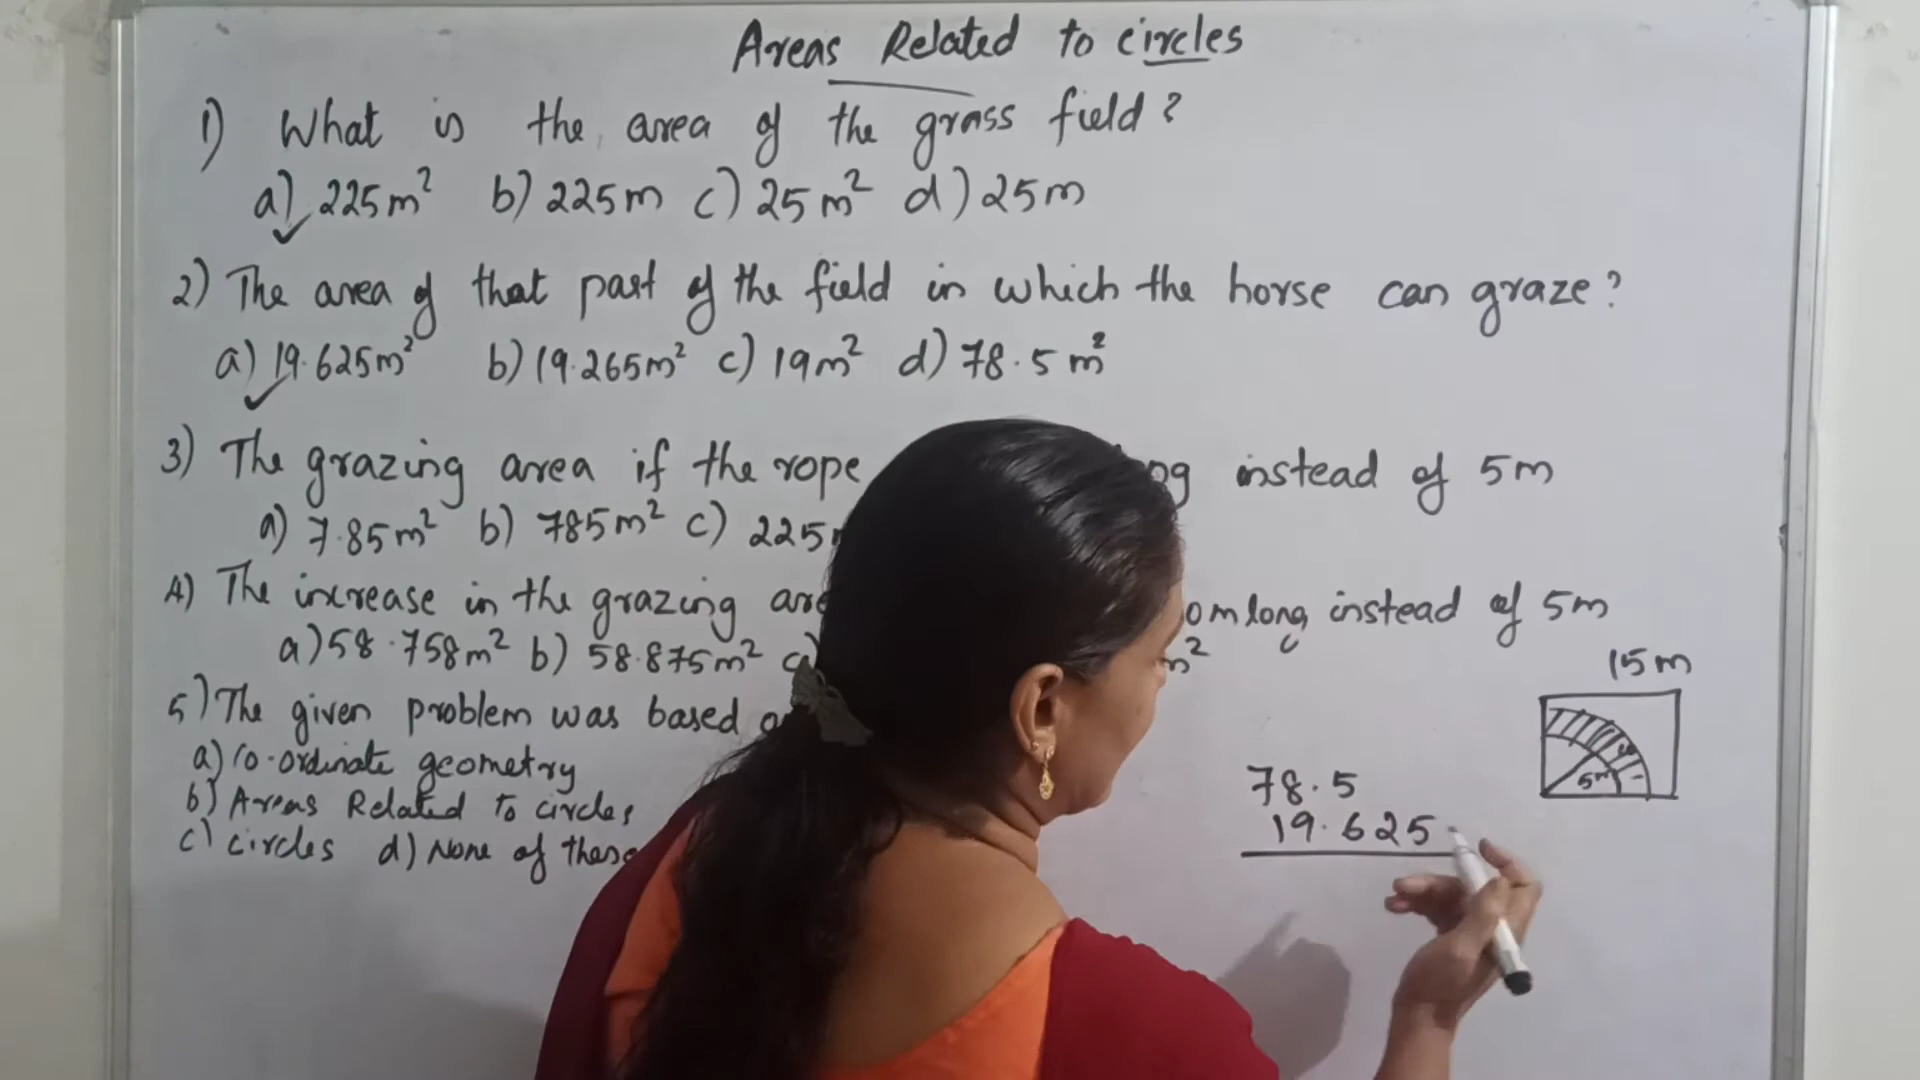 Areas Related to circles
1) What is the area of the grass field?
a) 225m² b) 225m c) 25m² d) 25m
2) The area of that part of the field in which the horse can graze?
a) 19.625m² b) 19.265m² c) 19m² d) 78.5m²
3) The grazing area if the rope instead of 5m
a) 7.85m² b) 785m² c) 225
4) The increase in the grazing long instead of 5m
a) 58.758m² b) 58.875m²
5) The given problem was based
a) co-ordinate geometry
b) Areas Related to circles
c) circles d) None of these
15m
5m
78.5
19.625